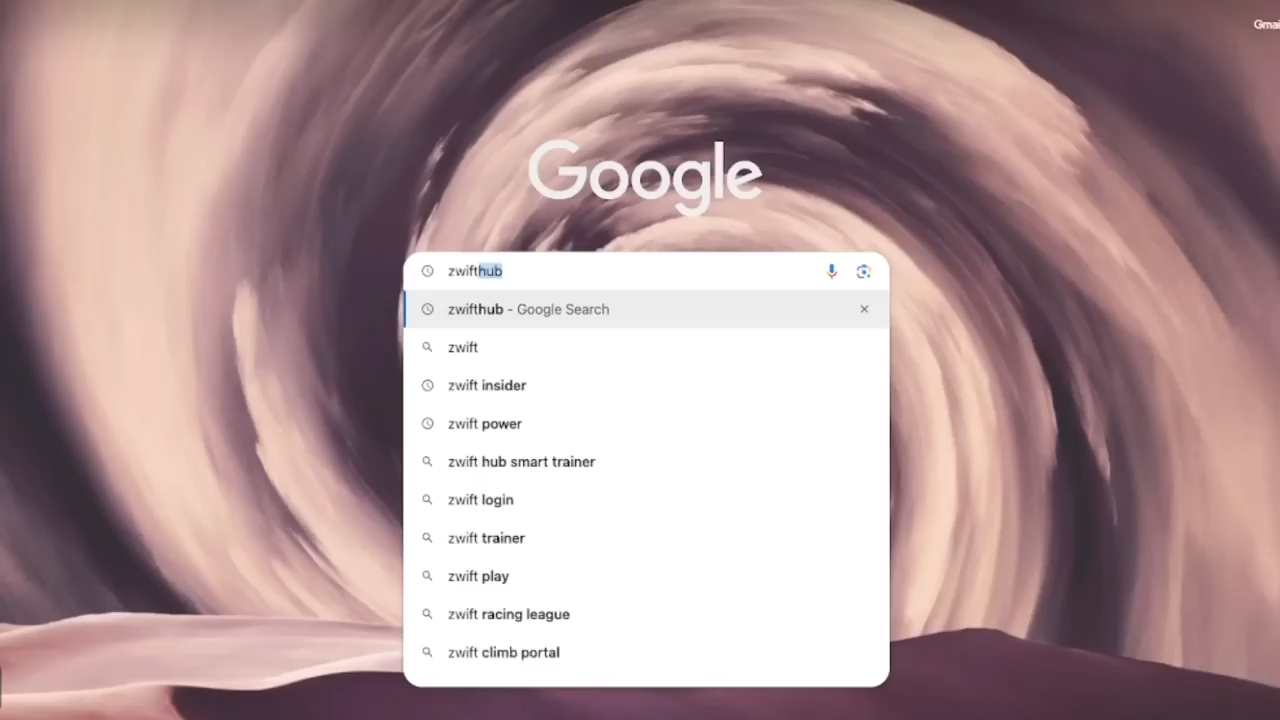 Gmai
Google
zwifthub
zwifthub - Google Search
zwift
zwift insider
zwift power
zwift hub smart trainer
zwift login
zwift trainer
zwift play
zwift racing league
zwift climb portal